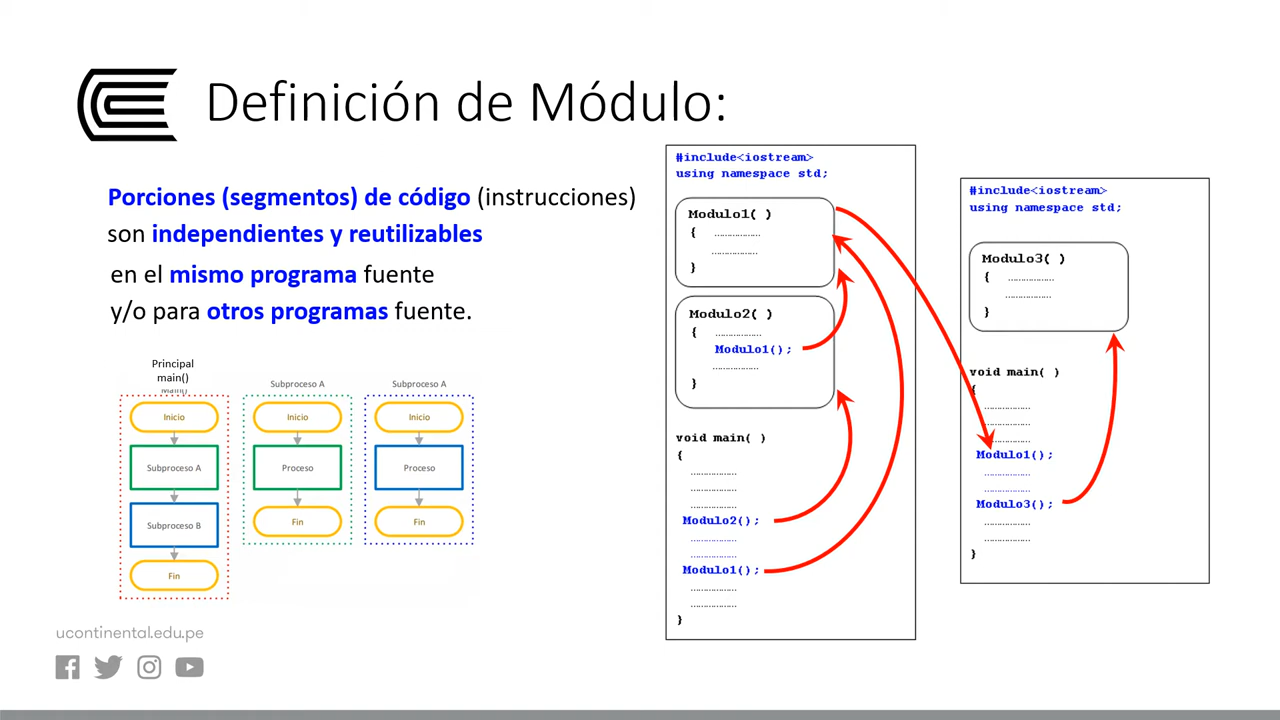 Definición de Módulo:
Porciones (segmentos) de código (instrucciones)
son independientes y reutilizables
en el mismo programa fuente
y/o para otros programas fuente.
Principal
main()
Main()
Inicio
Subproceso A
Subproceso B
Fin
Subproceso A
Inicio
Proceso
Fin
Subproceso A
Inicio
Proceso
Fin
#include<iostream>
using namespace std;
Modulo1( )
{ ..................
..................
}
Modulo2( )
{ ..................
Modulo1();
..................
}
void main( )
{
..................
..................
..................
Modulo2();
..................
..................
Modulo1();
..................
..................
}
#include<iostream>
using namespace std;
Modulo3( )
{ ..................
..................
}
void main( )
{
..................
..................
..................
Modulo1();
..................
..................
Modulo3();
..................
..................
}
ucontinental.edu.pe